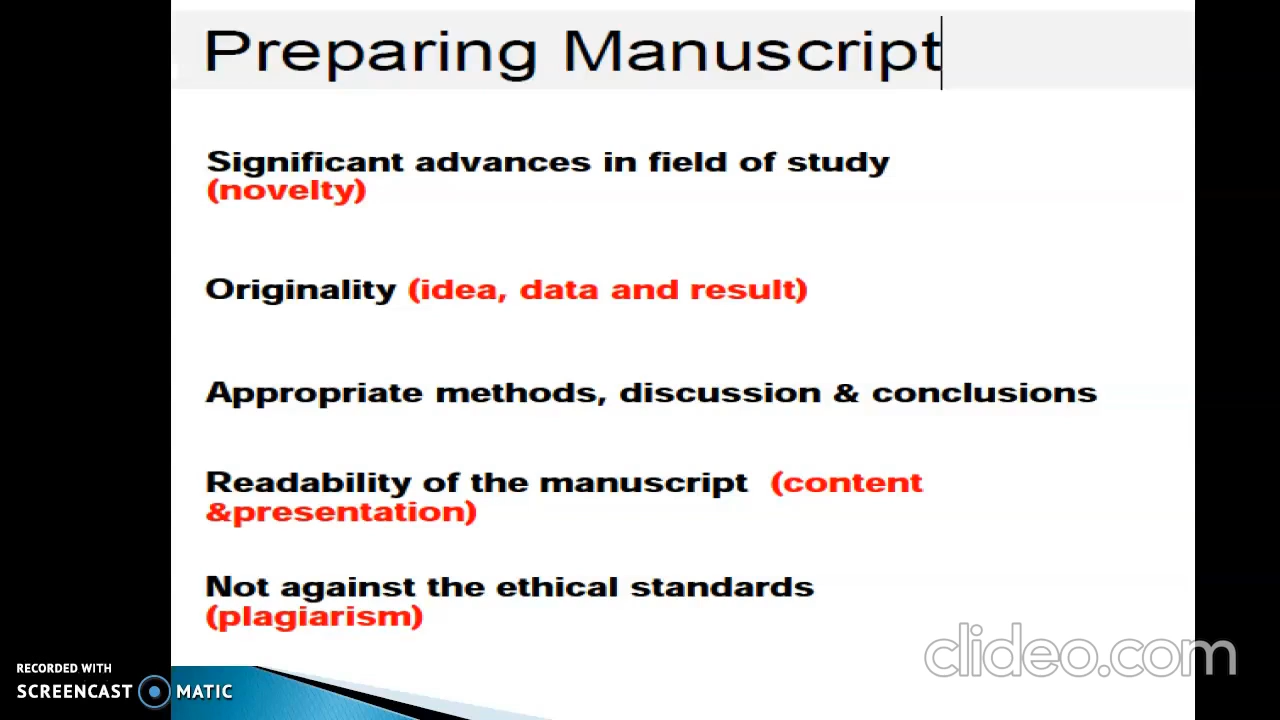 Preparing Manuscript
Significant advances in field of study
(novelty)
Originality (idea, data and result)
Appropriate methods, discussion & conclusions
Readability of the manuscript (content
&presentation)
Not against the ethical standards
(plagiarism)
clideo.com
RECORDED WITH
SCREENCAST MATIC